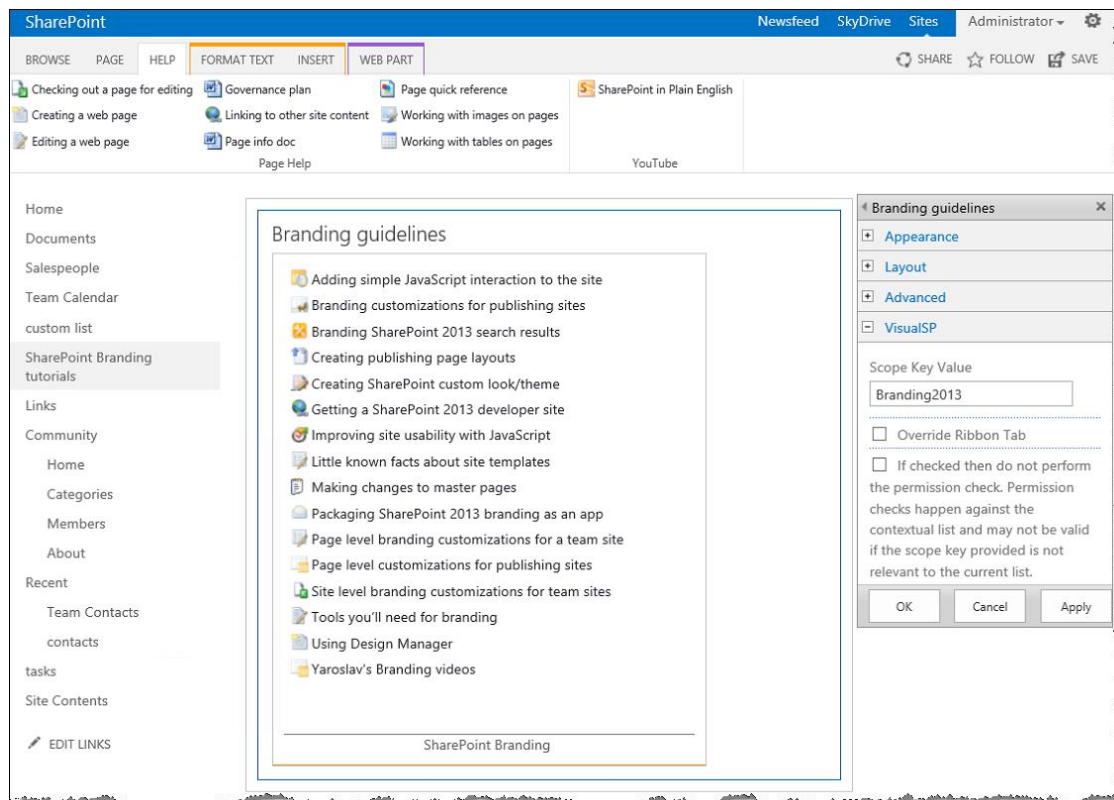 SharePoint
Newsfeed SkyDrive Sites Administrator
BROWSE PAGE HELP FORMAT TEXT INSERT WEB PART
SHARE FOLLOW SAVE
Checking out a page for editing Governance plan Page quick reference SharePoint in Plain English
Creating a web page Linking to other site content Working with images on pages
Editing a web page Page info doc Working with tables on pages
Page Help YouTube
Home
Documents
Salespeople
Team Calendar
custom list
SharePoint Branding
tutorials
Links
Community
Home
Categories
Members
About
Recent
Team Contacts
contacts
tasks
Site Contents
EDIT LINKS
Branding guidelines
Adding simple JavaScript interaction to the site
Branding customizations for publishing sites
Branding SharePoint 2013 search results
Creating publishing page layouts
Creating SharePoint custom look/theme
Getting a SharePoint 2013 developer site
Improving site usability with JavaScript
Little known facts about site templates
Making changes to master pages
Packaging SharePoint 2013 branding as an app
Page level branding customizations for a team site
Page level customizations for publishing sites
Site level branding customizations for team sites
Tools you'll need for branding
Using Design Manager
Yaroslav's Branding videos
SharePoint Branding
Branding guidelines
Appearance
Layout
Advanced
VisualSP
Scope Key Value
Branding2013
Override Ribbon Tab
If checked then do not perform
the permission check. Permission
checks happen against the
contextual list and may not be valid
if the scope key provided is not
relevant to the current list.
OK Cancel Apply